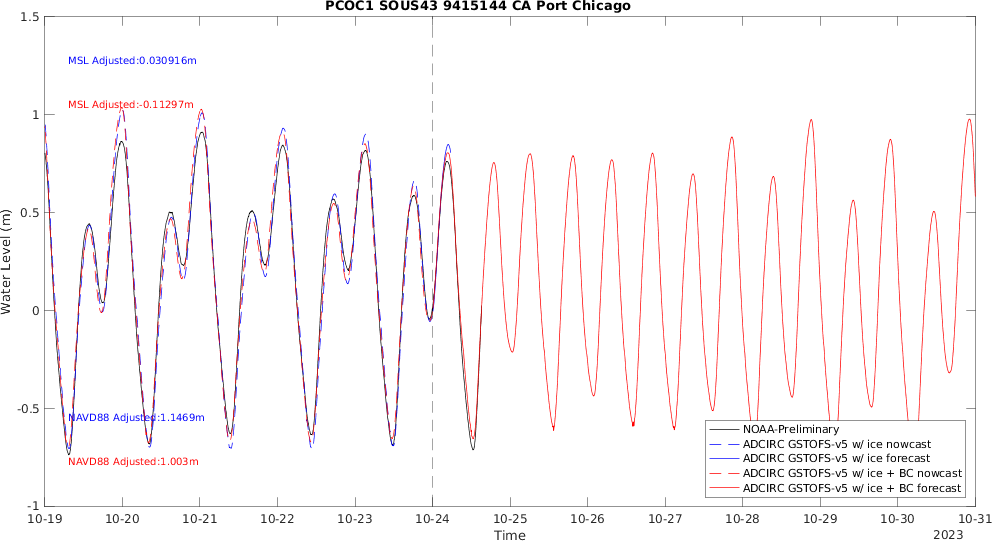 PCOC1 SOUS43 9415144 CA Port Chicago
1.5
1
0.5
0
-0.5
-1
Water Level (m)
MSL Adjusted:0.030916m
MSL Adjusted:-0.11297m
NAVD88 Adjusted:1.1469m
NAVD88 Adjusted:1.003m
NOAA-Preliminary
ADCIRC GSTOFS-v5 w/ ice nowcast
ADCIRC GSTOFS-v5 w/ ice forecast
ADCIRC GSTOFS-v5 w/ ice + BC nowcast
ADCIRC GSTOFS-v5 w/ ice + BC forecast
10-19 10-20 10-21 10-22 10-23 10-24 10-25 10-26 10-27 10-28 10-29 10-30 10-31
Time
2023